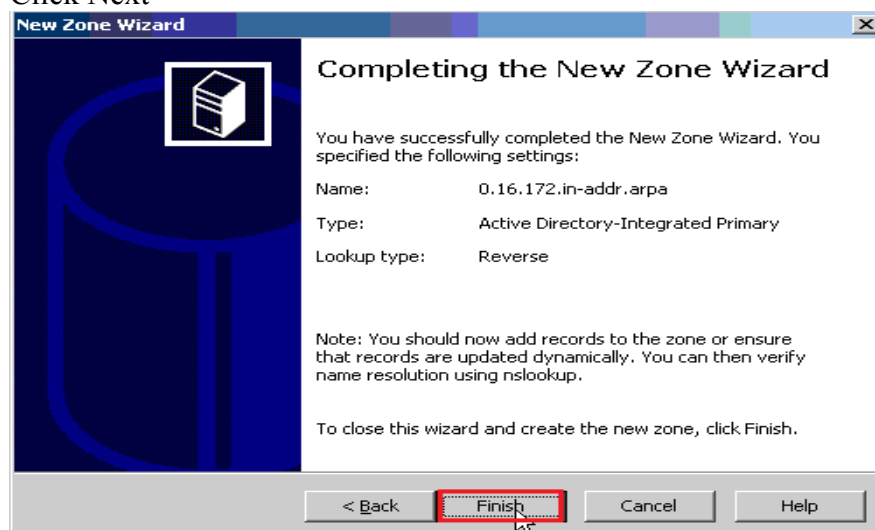 Click Next
New Zone Wizard
Completing the New Zone Wizard
You have successfully completed the New Zone Wizard. You
specified the following settings:
Name: 0.16.172.in-addr.arpa
Type: Active Directory-Integrated Primary
Lookup type: Reverse
Note: You should now add records to the zone or ensure
that records are updated dynamically. You can then verify
name resolution using nslookup.
To close this wizard and create the new zone, click Finish.
< Back Finish Cancel Help